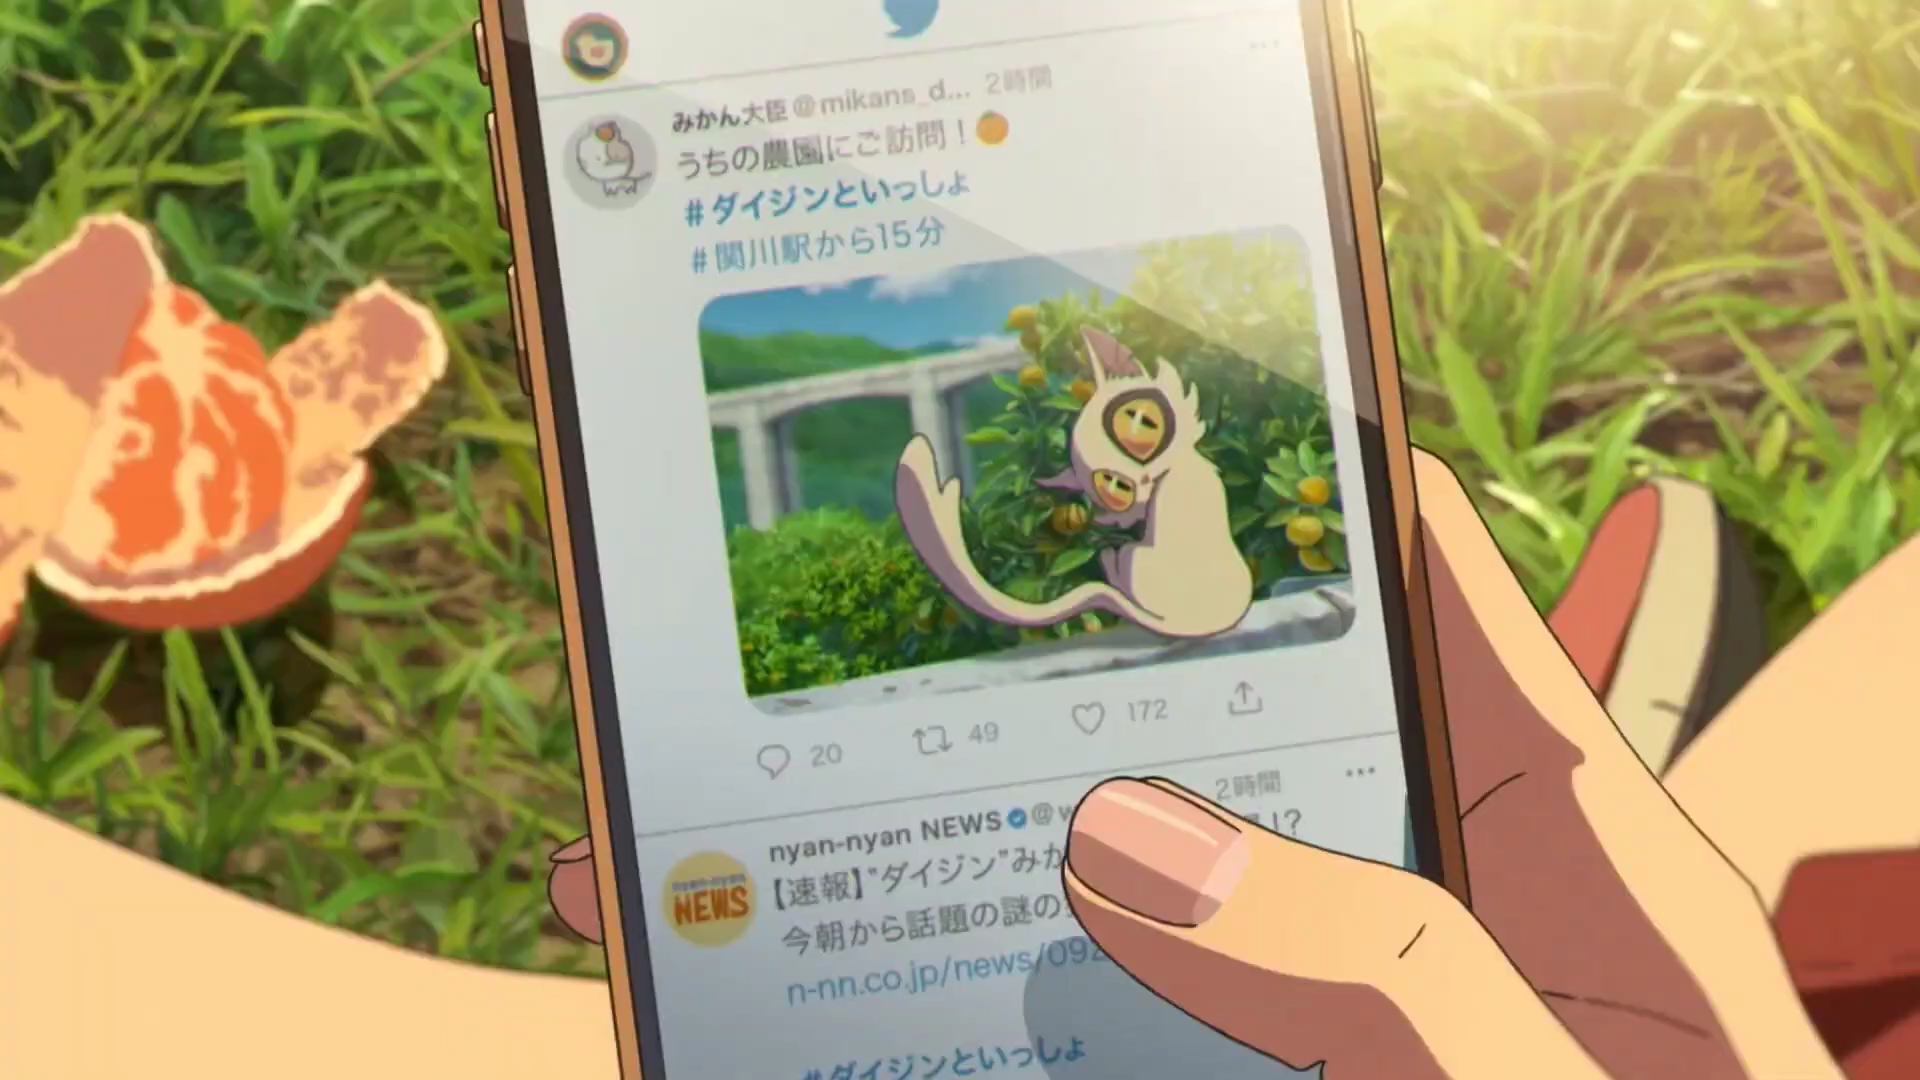 みかん大臣@mikans_d... 2時間
うちの農園にご訪問！
#ダイジンといっしょ
#関川駅から15分
20 49 172
nyan-nyan NEWS @w 2時間
【速報】"ダイジン"みか !?
今朝から話題の謎の
n-nn.co.jp/news/092
#ダイジンといっしょ
nyan-nyan
NEWS